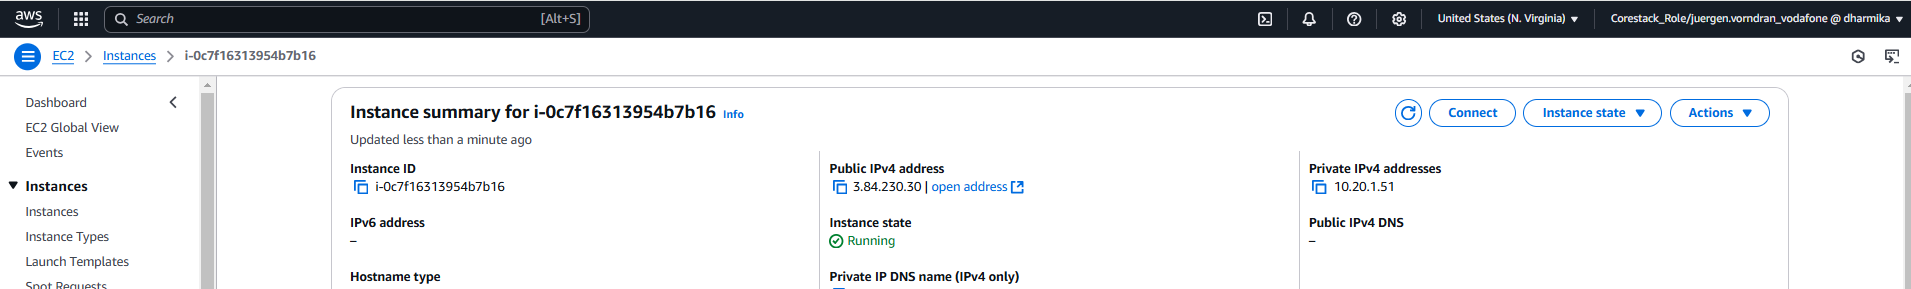 aws Search [Alt+S] United States (N. Virginia) Corestack_Role/juergen.vorndran_vodafone @ dharmika
EC2 > Instances > i-0c7f16313954b7b16
Dashboard
EC2 Global View
Events
Instances
Instances
Instance Types
Launch Templates
Spot Requests
Instance summary for i-0c7f16313954b7b16 Info
Connect Instance state Actions
Updated less than a minute ago
Instance ID
i-0c7f16313954b7b16
Public IPv4 address
3.84.230.30 | open address
Private IPv4 addresses
10.20.1.51
IPv6 address
–
Instance state
Running
Public IPv4 DNS
–
Hostname type
Private IP DNS name (IPv4 only)